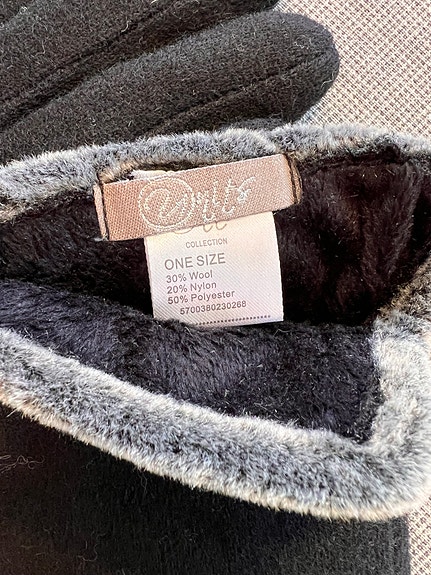 COLLECTION
ONE SIZE
30% Wool
20% Nylon
50% Polyester
5700380230268